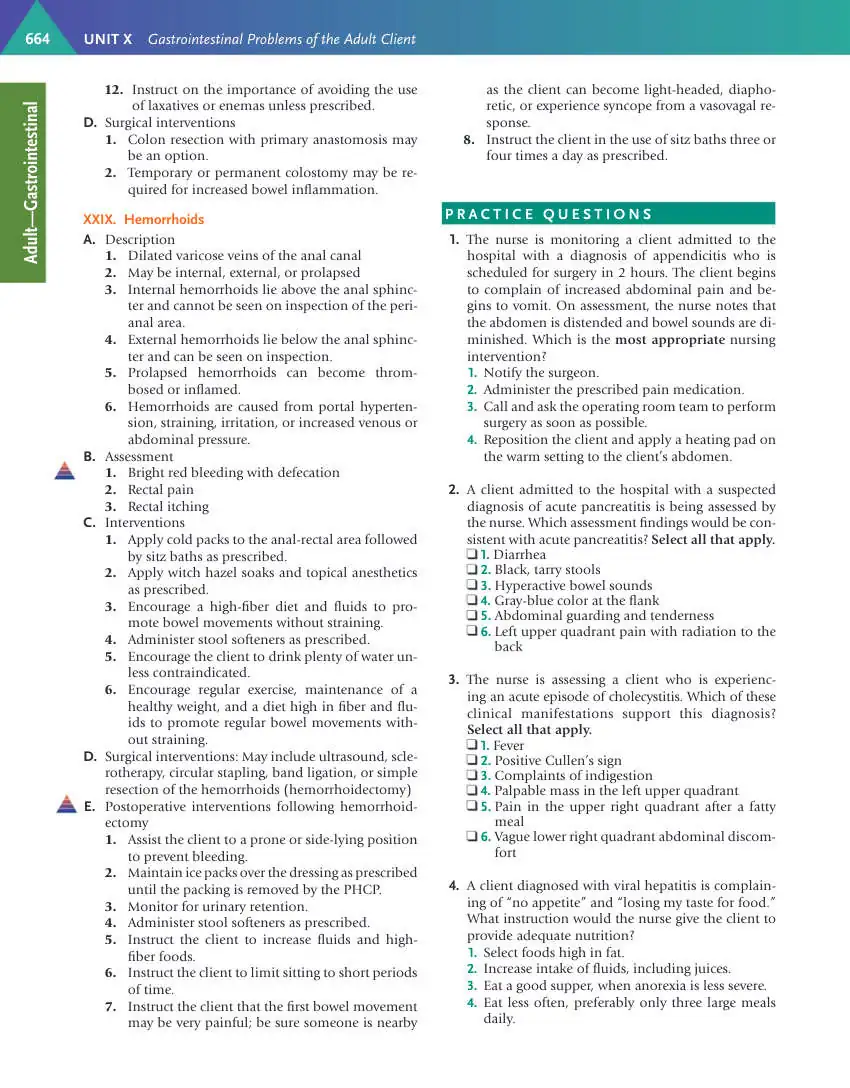 664 UNIT X Gastrointestinal Problems of the Adult Client
Adult—Gastrointestinal
12. Instruct on the importance of avoiding the use
of laxatives or enemas unless prescribed.
D. Surgical interventions
1. Colon resection with primary anastomosis may
be an option.
2. Temporary or permanent colostomy may be re-
quired for increased bowel inflammation.
XXIX. Hemorrhoids
A. Description
1. Dilated varicose veins of the anal canal
2. May be internal, external, or prolapsed
3. Internal hemorrhoids lie above the anal sphinc-
ter and cannot be seen on inspection of the peri-
anal area.
4. External hemorrhoids lie below the anal sphinc-
ter and can be seen on inspection.
5. Prolapsed hemorrhoids can become throm-
bosed or inflamed.
6. Hemorrhoids are caused from portal hyperten-
sion, straining, irritation, or increased venous or
abdominal pressure.
B. Assessment
1. Bright red bleeding with defecation
2. Rectal pain
3. Rectal itching
C. Interventions
1. Apply cold packs to the anal-rectal area followed
by sitz baths as prescribed.
2. Apply witch hazel soaks and topical anesthetics
as prescribed.
3. Encourage a high-fiber diet and fluids to pro-
mote bowel movements without straining.
4. Administer stool softeners as prescribed.
5. Encourage the client to drink plenty of water un-
less contraindicated.
6. Encourage regular exercise, maintenance of a
healthy weight, and a diet high in fiber and flu-
ids to promote regular bowel movements with-
out straining.
D. Surgical interventions: May include ultrasound, scle-
rotherapy, circular stapling, band ligation, or simple
resection of the hemorrhoids (hemorrhoidectomy)
E. Postoperative interventions following hemorrhoid-
ectomy
1. Assist the client to a prone or side-lying position
to prevent bleeding.
2. Maintain ice packs over the dressing as prescribed
until the packing is removed by the PHCP.
3. Monitor for urinary retention.
4. Administer stool softeners as prescribed.
5. Instruct the client to increase fluids and high-
fiber foods.
6. Instruct the client to limit sitting to short periods
of time.
7. Instruct the client that the first bowel movement
may be very painful; be sure someone is nearby
as the client can become light-headed, diapho-
retic, or experience syncope from a vasovagal re-
sponse.
8. Instruct the client in the use of sitz baths three or
four times a day as prescribed.
PRACTICE QUESTIONS
1. The nurse is monitoring a client admitted to the
hospital with a diagnosis of appendicitis who is
scheduled for surgery in 2 hours. The client begins
to complain of increased abdominal pain and be-
gins to vomit. On assessment, the nurse notes that
the abdomen is distended and bowel sounds are di-
minished. Which is the most appropriate nursing
intervention?
1. Notify the surgeon.
2. Administer the prescribed pain medication.
3. Call and ask the operating room team to perform
surgery as soon as possible.
4. Reposition the client and apply a heating pad on
the warm setting to the client's abdomen.
2. A client admitted to the hospital with a suspected
diagnosis of acute pancreatitis is being assessed by
the nurse. Which assessment findings would be con-
sistent with acute pancreatitis? Select all that apply.
❑ 1. Diarrhea
❑ 2. Black, tarry stools
❑ 3. Hyperactive bowel sounds
❑ 4. Gray-blue color at the flank
❑ 5. Abdominal guarding and tenderness
❑ 6. Left upper quadrant pain with radiation to the
back
3. The nurse is assessing a client who is experienc-
ing an acute episode of cholecystitis. Which of these
clinical manifestations support this diagnosis?
Select all that apply.
❑ 1. Fever
❑ 2. Positive Cullen's sign
❑ 3. Complaints of indigestion
❑ 4. Palpable mass in the left upper quadrant
❑ 5. Pain in the upper right quadrant after a fatty
meal
❑ 6. Vague lower right quadrant abdominal discom-
fort
4. A client diagnosed with viral hepatitis is complain-
ing of "no appetite" and "losing my taste for food."
What instruction would the nurse give the client to
provide adequate nutrition?
1. Select foods high in fat.
2. Increase intake of fluids, including juices.
3. Eat a good supper, when anorexia is less severe.
4. Eat less often, preferably only three large meals
daily.